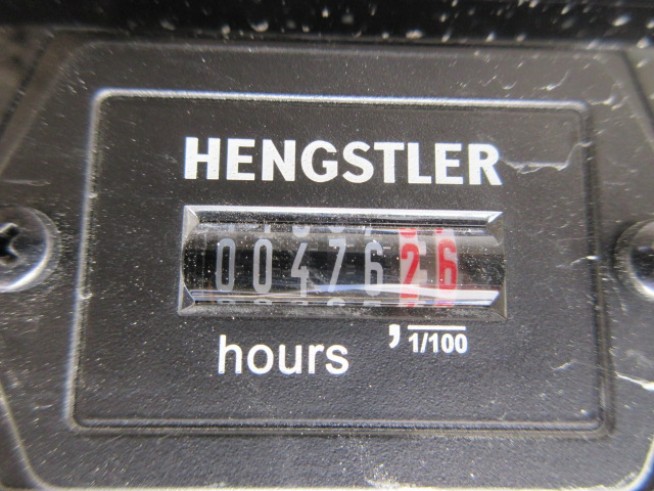 HENGSTLER
0047626
hours , 1/100